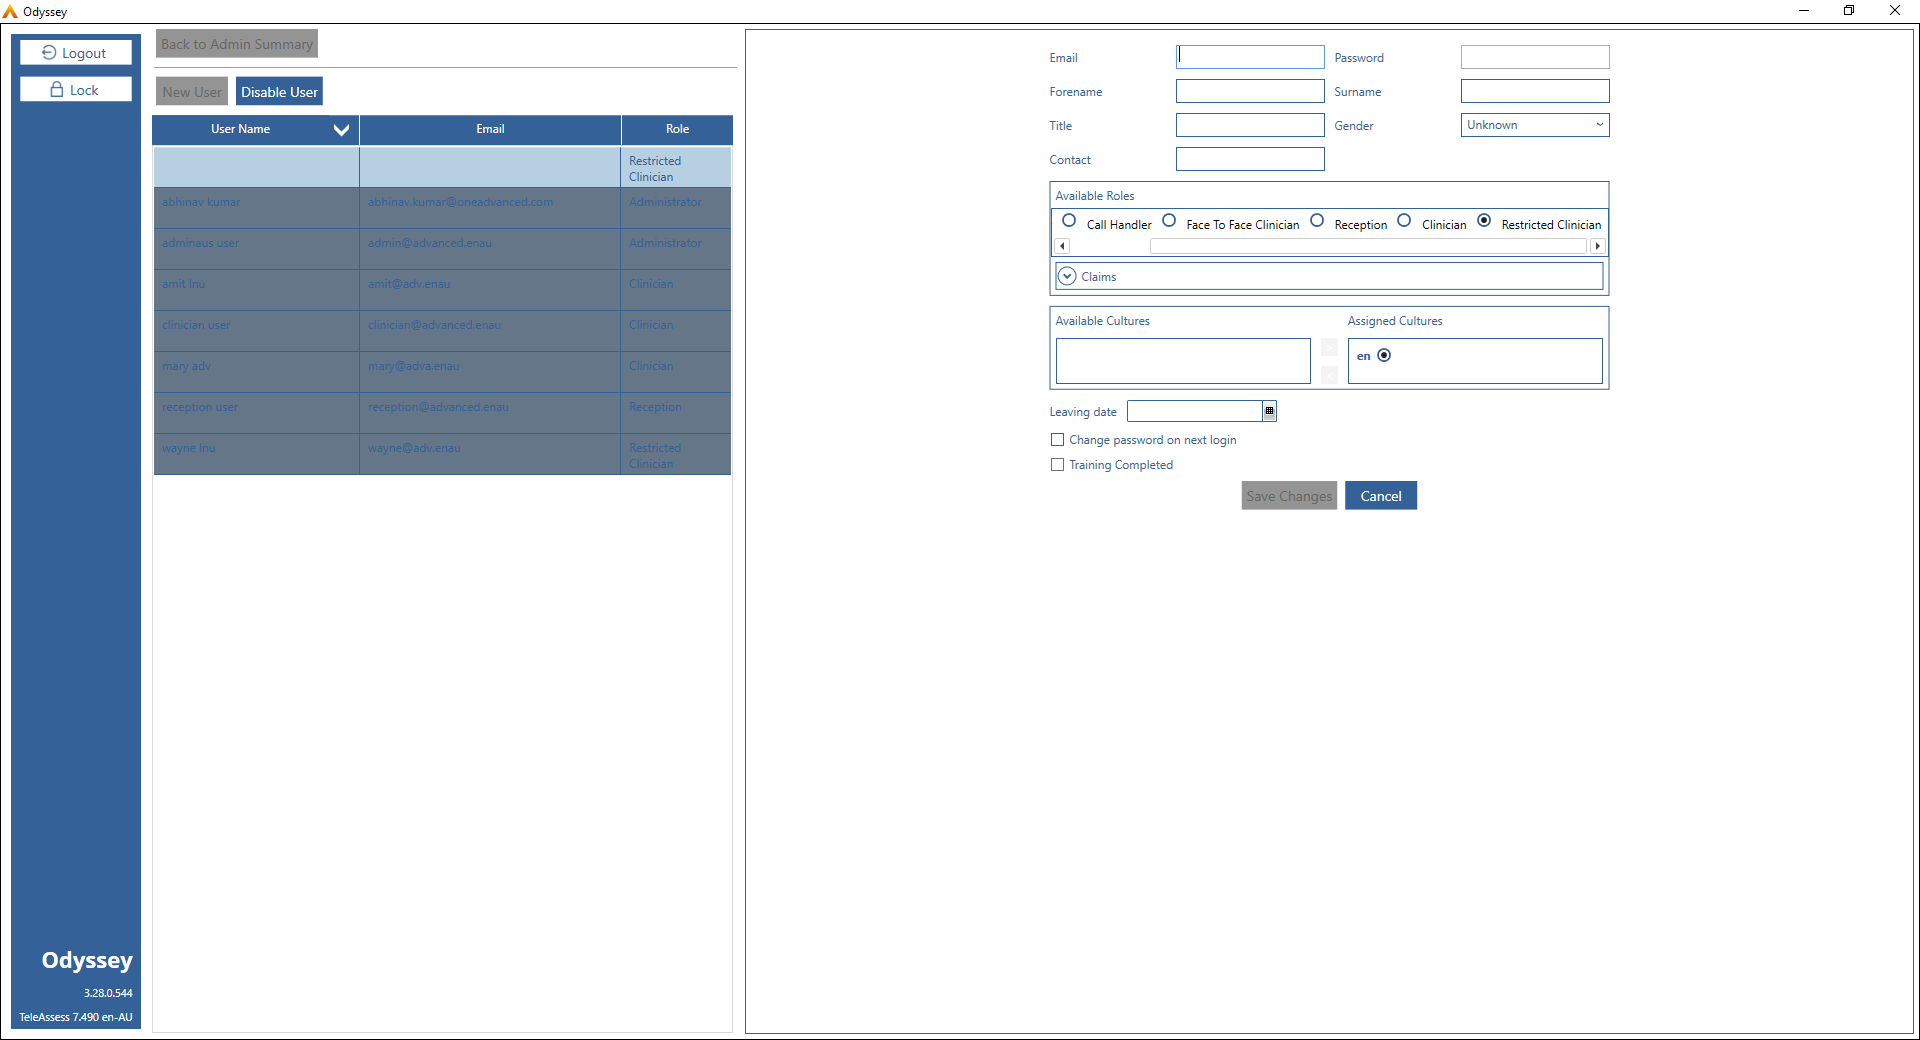 Odyssey
Logout
Lock
Back to Admin Summary
New User
Disable User
User Name
Email
Role
Restricted
Clinician
abhinav kumar
abhinav.kumar@oneadvanced.com
Administrator
adminaus user
admin@advanced.enau
Administrator
amit lnu
amit@adv.enau
Clinician
clinician user
clinician@advanced.enau
Clinician
mary adv
mary@adva.enau
Clinician
reception user
reception@advanced.enau
Reception
wayne lnu
wayne@adv.enau
Restricted
Clinician
Odyssey
3.28.0.544
TeleAssess 7.490 en-AU
Email
Password
Forename
Surname
Title
Gender
Unknown
Contact
Available Roles
Call Handler
Face To Face Clinician
Reception
Clinician
Restricted Clinician
Claims
Available Cultures
Assigned Cultures
en
Leaving date
Change password on next login
Training Completed
Save Changes
Cancel